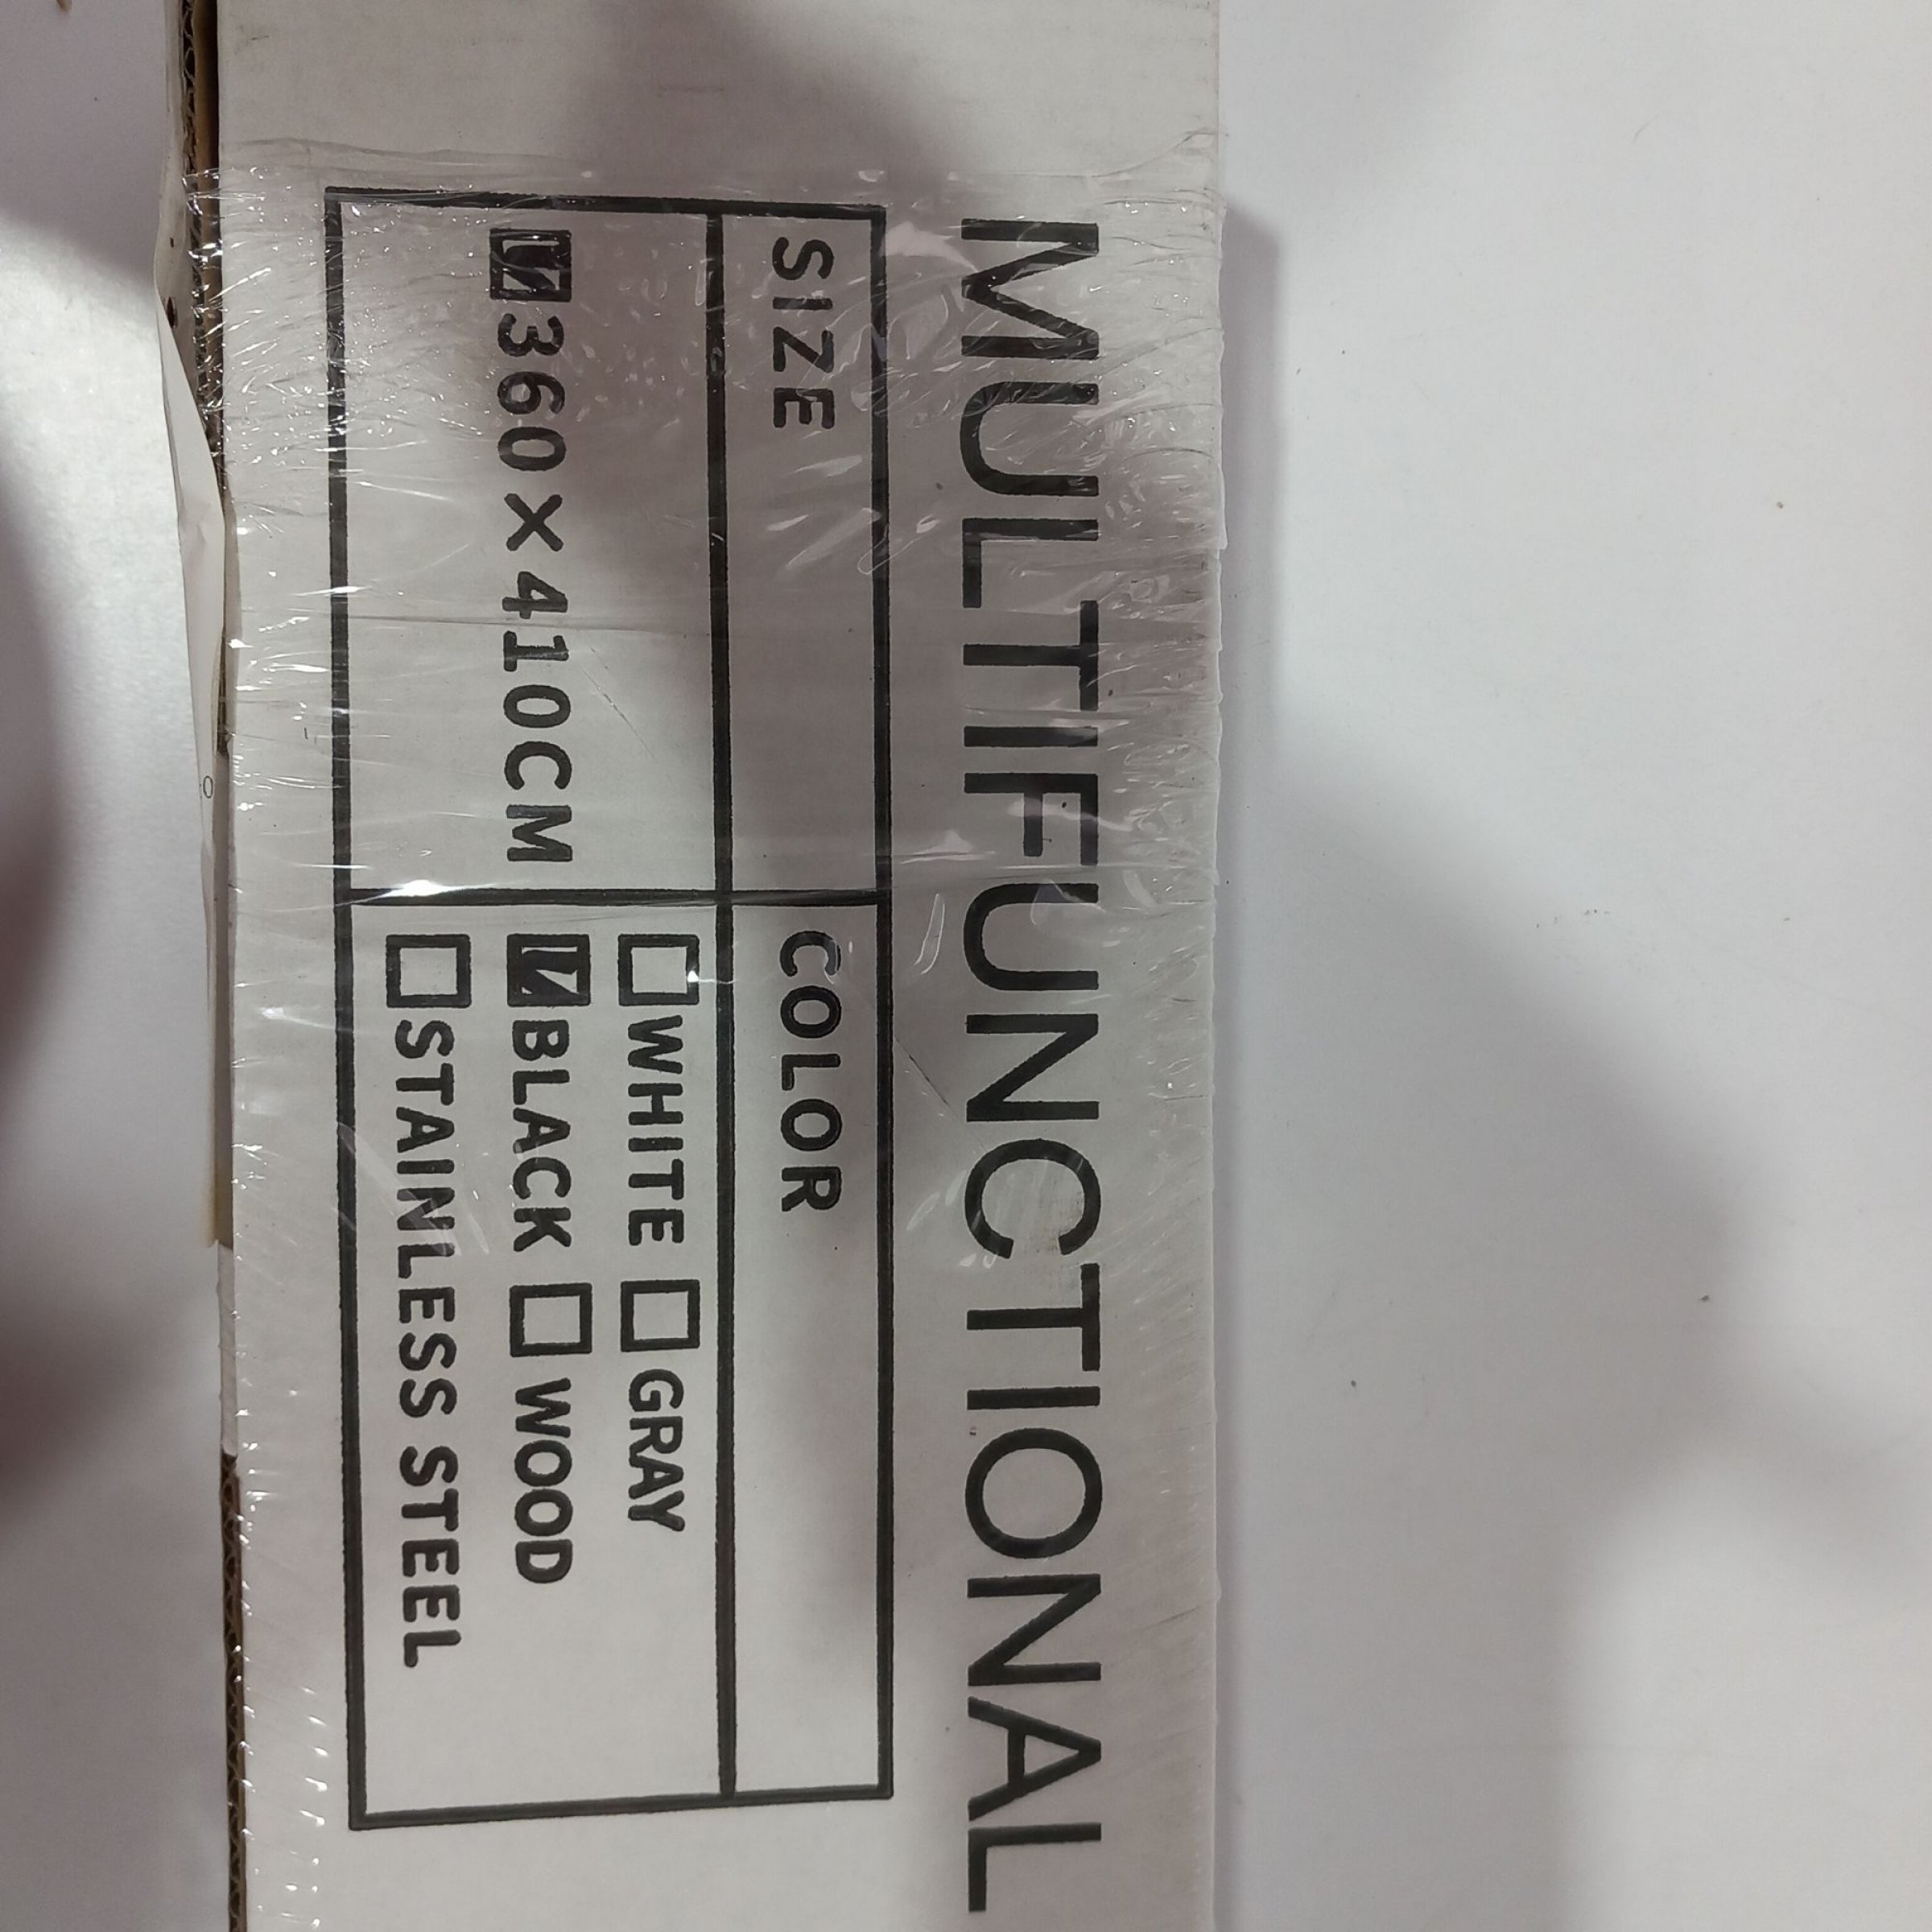 MULTIFUNCTIONAL
SIZE COLOR
☑360×410CM
☐WHITE ☐GRAY
☑BLACK ☐WOOD
☐STAINLESS STEEL